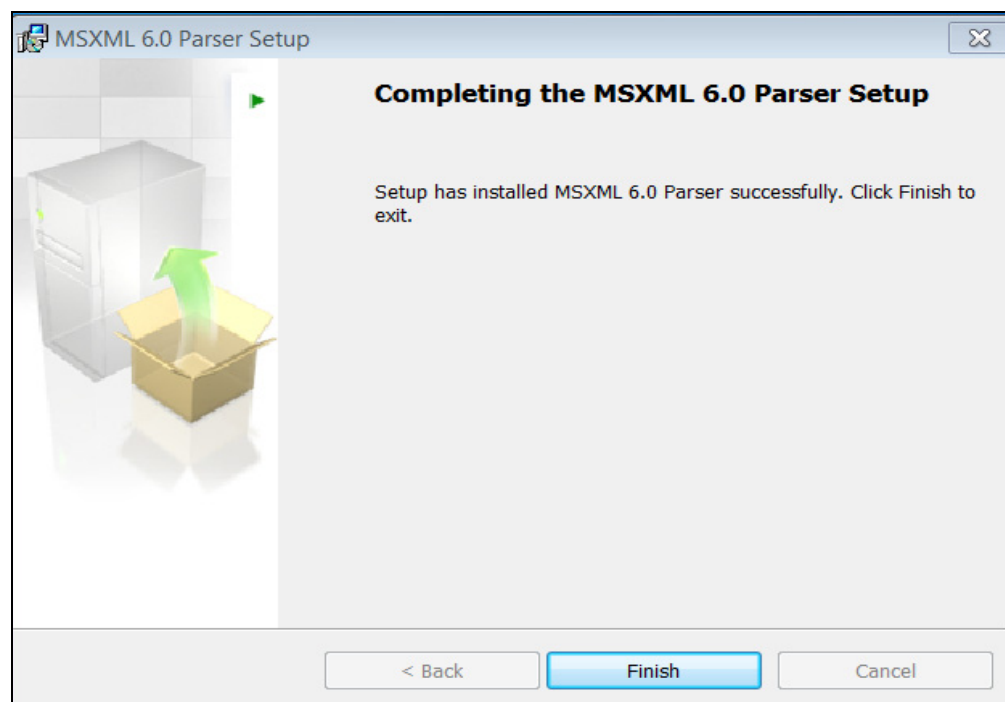 MSXML 6.0 Parser Setup
Completing the MSXML 6.0 Parser Setup
Setup has installed MSXML 6.0 Parser successfully. Click Finish to
exit.
< Back
Finish
Cancel